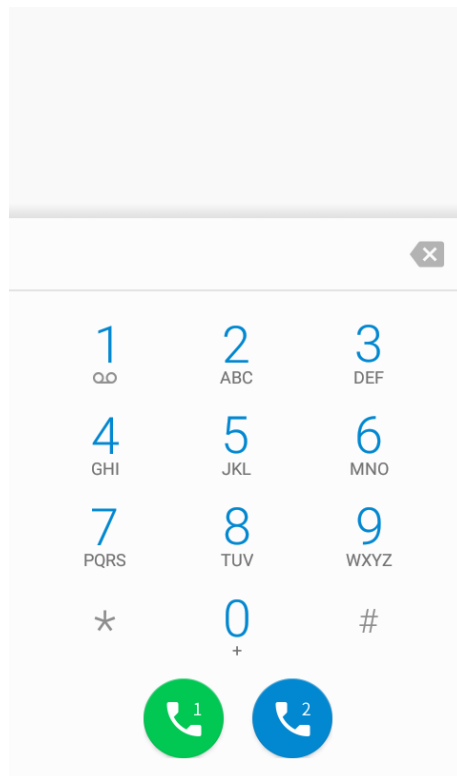 1 2 3
ABC DEF
4 5 6
GHI JKL MNO
7 8 9
PQRS TUV WXYZ
* 0 #
+
1 2